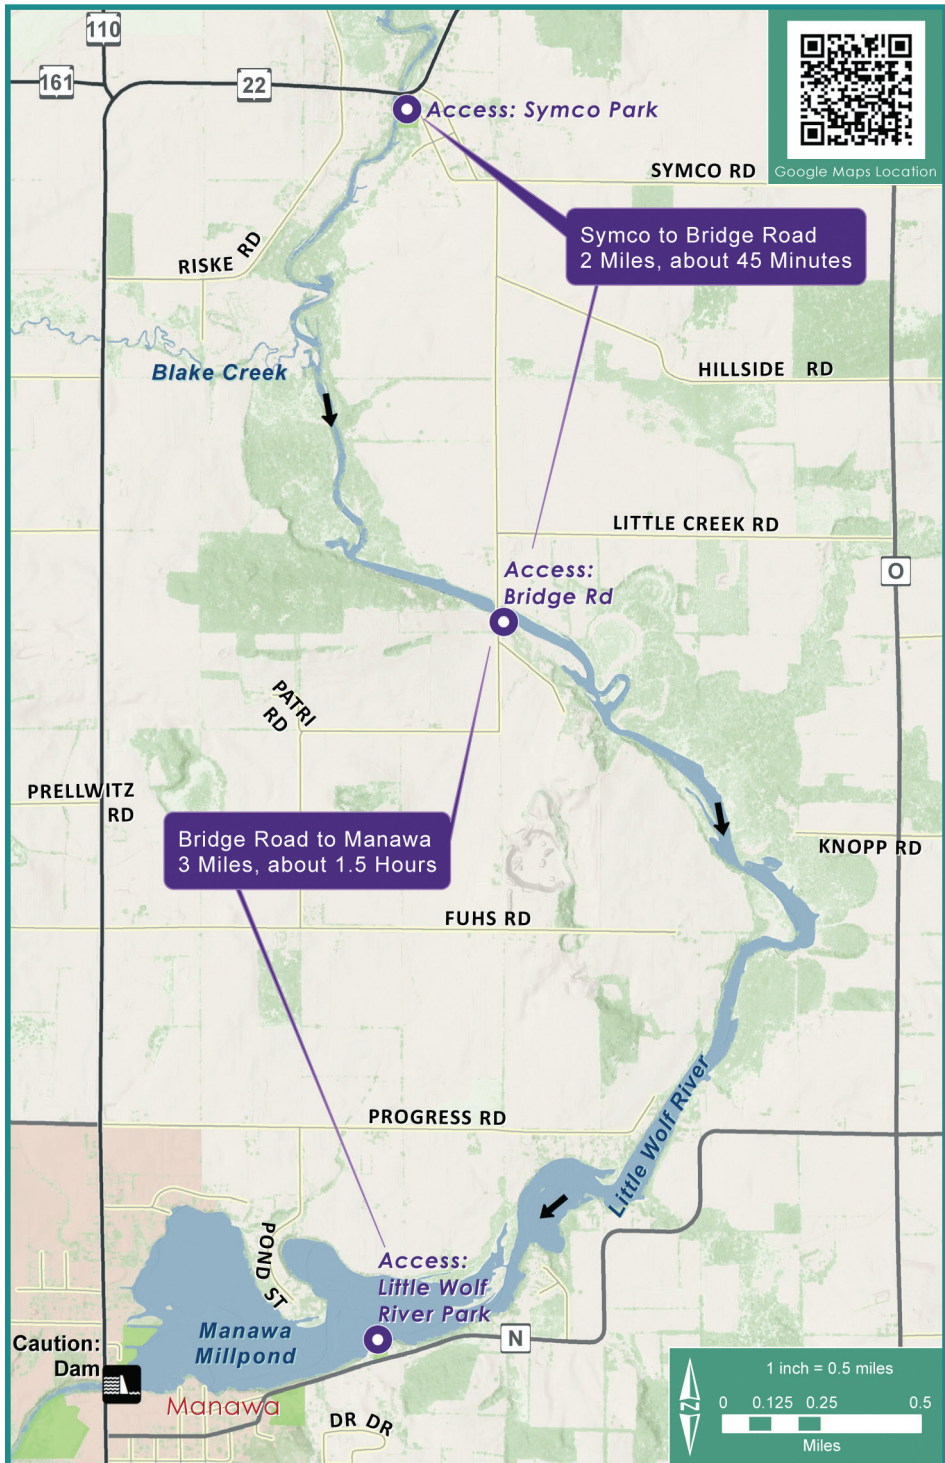 110
161
22
Access: Symco Park
Google Maps Location
SYMCO RD
Symco to Bridge Road
2 Miles, about 45 Minutes
RISKE RD
Blake Creek
HILLSIDE RD
LITTLE CREEK RD
O
Access:
Bridge Rd
PATRI
RD
PRELLWITZ
RD
Bridge Road to Manawa
3 Miles, about 1.5 Hours
KNOPP RD
FUHS RD
PROGRESS RD
Little Wolf River
POND ST
Access:
Little Wolf
River Park
Manawa
Millpond
N
Caution:
Dam
Manawa
DR DR
1 inch = 0.5 miles
N
0 0.125 0.25 0.5
Miles